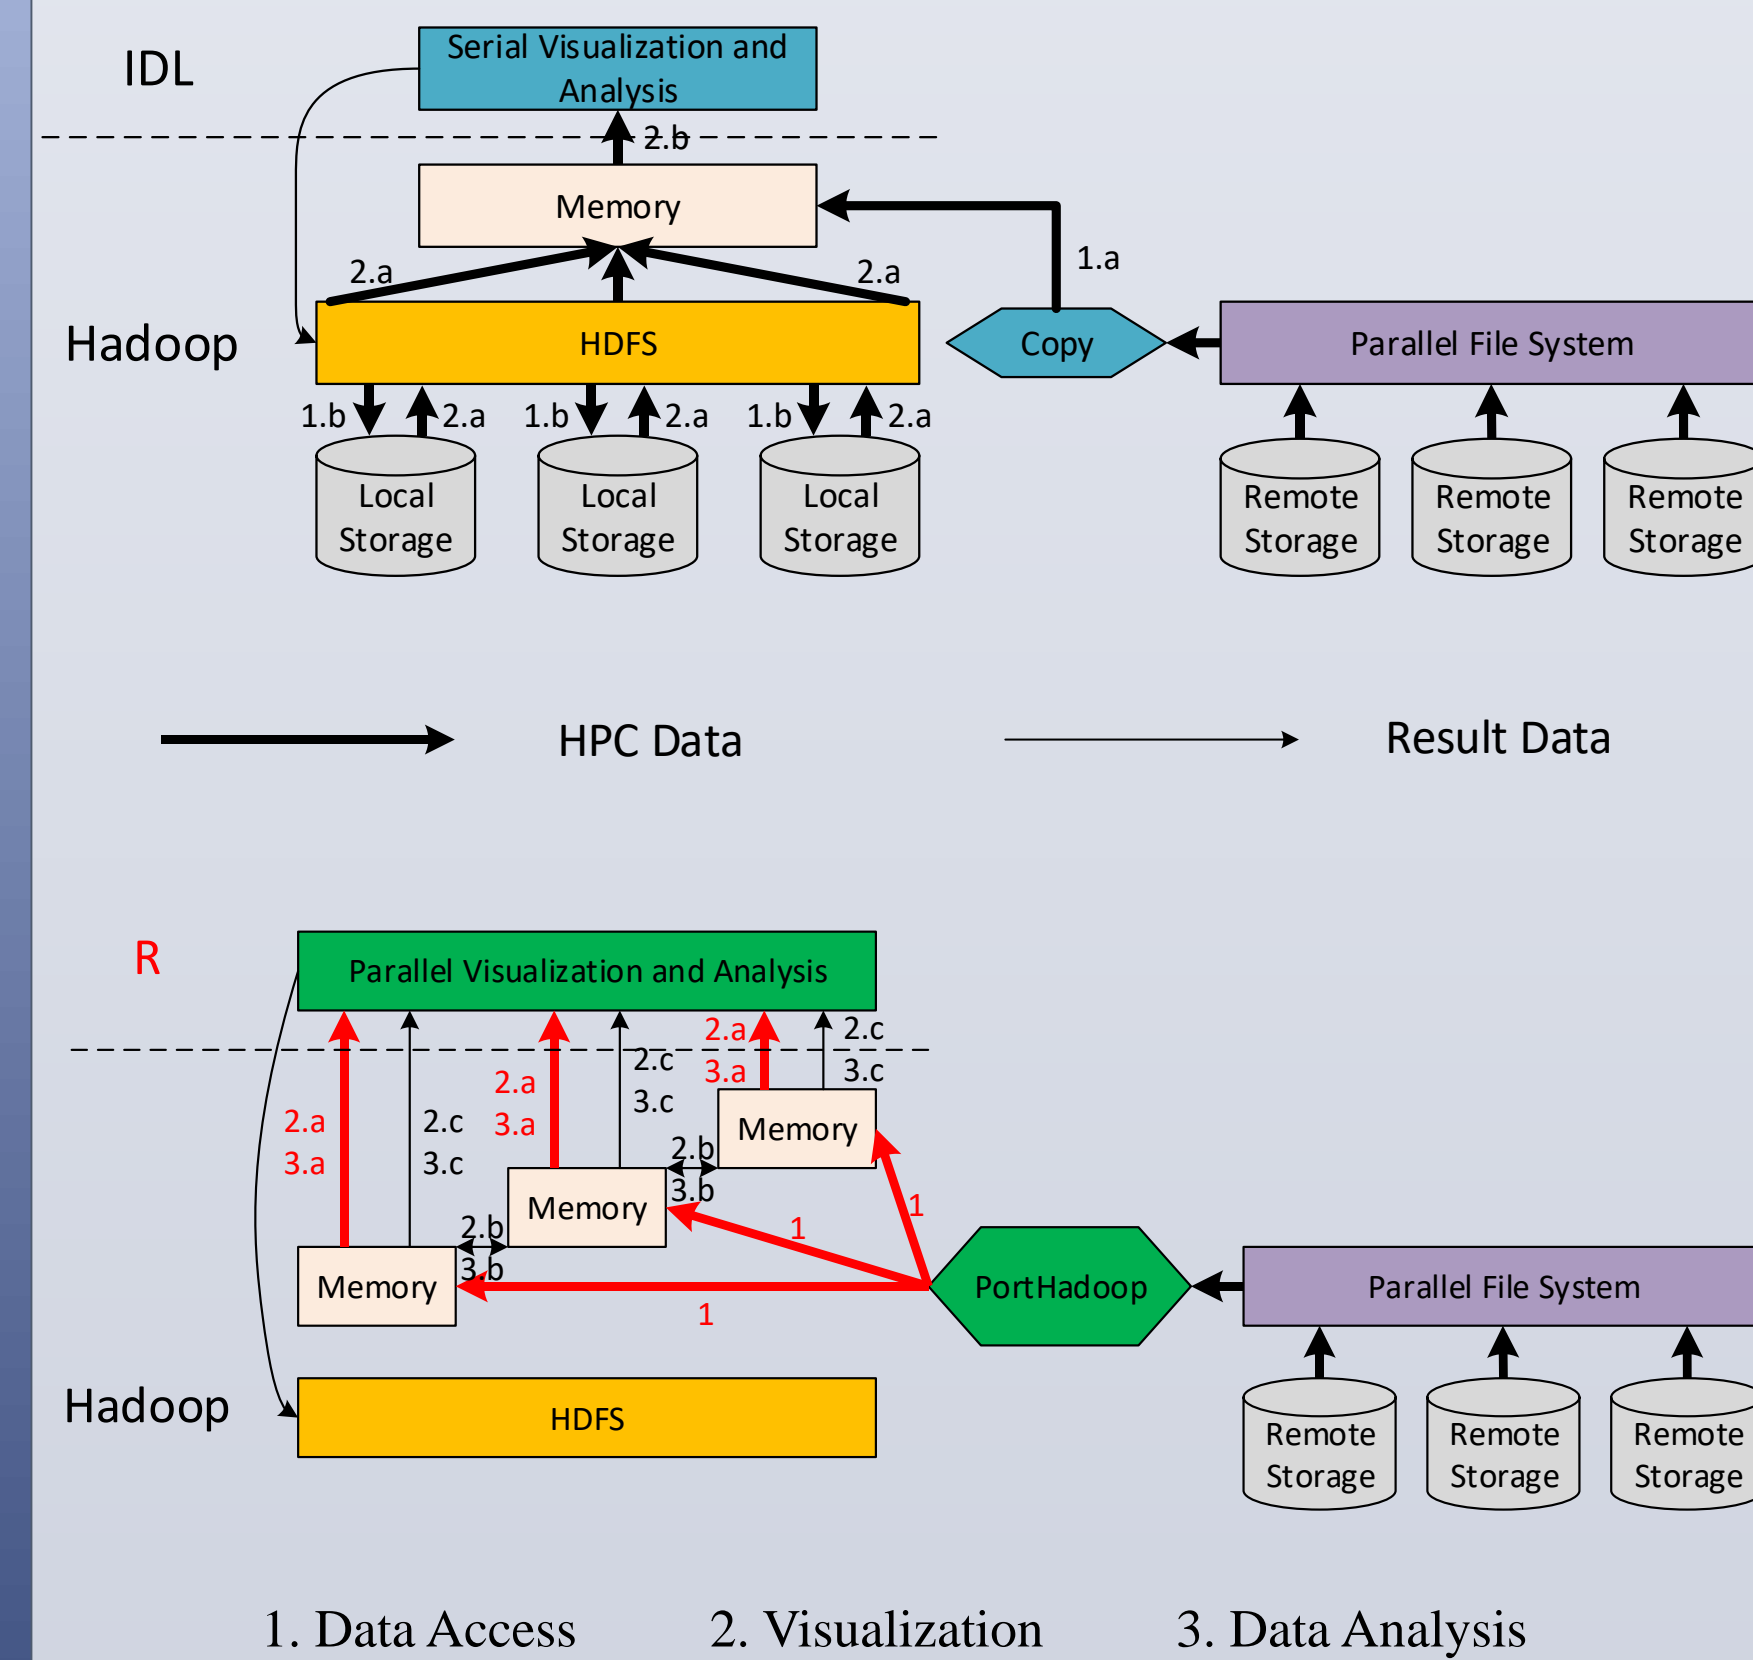 IDL
Serial Visualization and
Analysis
2.b
Memory
1.a
2.a
2.a
Hadoop
HDFS
Copy
Parallel File System
1.b
2.a
1.b
2.a
1.b
2.a
Local
Storage
Local
Storage
Local
Storage
Remote
Storage
Remote
Storage
Remote
Storage
HPC Data
Result Data
R
Parallel Visualization and Analysis
2.a
3.a
2.c
3.c
2.a
3.a
2.c
3.c
2.a
3.a
2.c
3.c
Memory
2.b
3.b
Memory
2.b
3.b
Memory
1
1
1
PortHadoop
Parallel File System
Hadoop
HDFS
Remote
Storage
Remote
Storage
Remote
Storage
1. Data Access
2. Visualization
3. Data Analysis